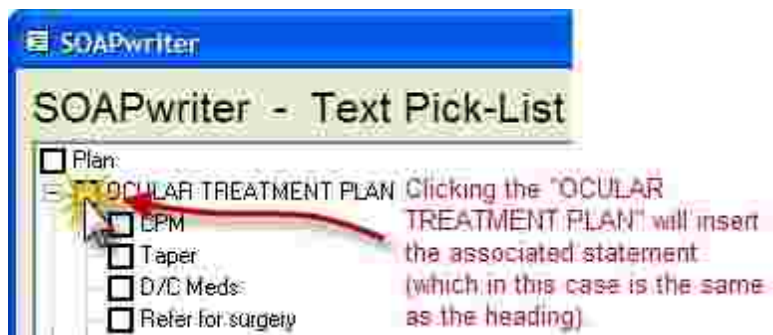 SOAPwriter
SOAPwriter - Text Pick-List
Plan
OCULAR TREATMENT PLAN
CPM
Taper
D/C Meds
Refer for surgery
Clicking the "OCULAR
TREATMENT PLAN" will insert
the associated statement
(which in this case is the same
as the heading)